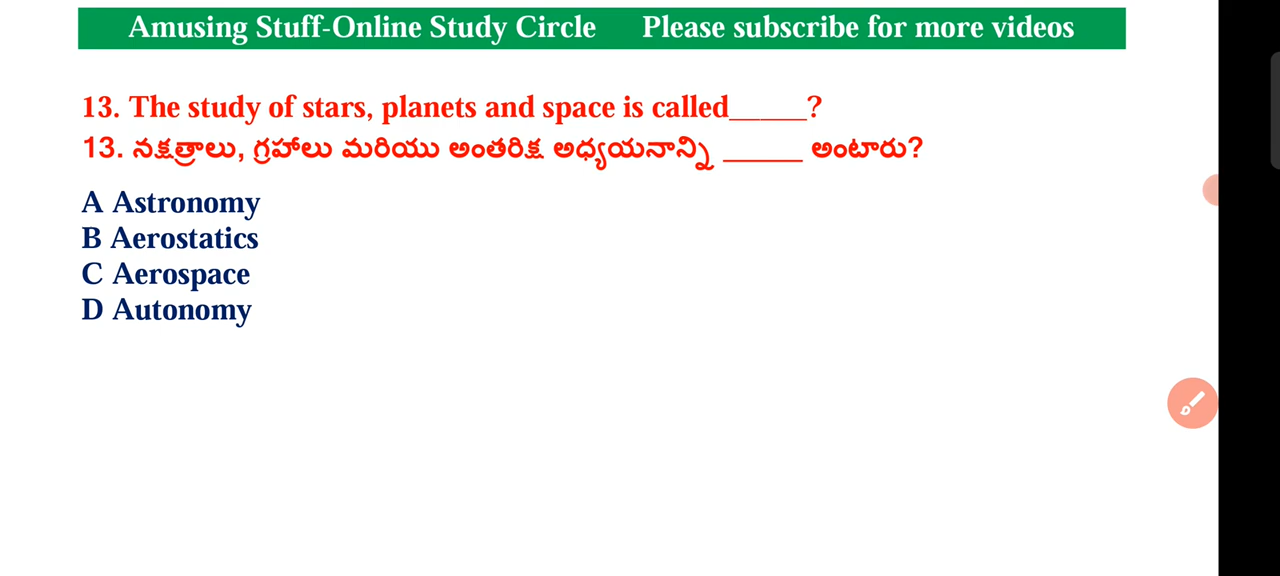 Amusing Stuff-Online Study Circle Please subscribe for more videos
13. The study of stars, planets and space is called_____?
13. నక్షత్రాలు, గ్రహాలు మరియు అంతరిక్ష అధ్యయనాన్ని _____ అంటారు?
A Astronomy
B Aerostatics
C Aerospace
D Autonomy